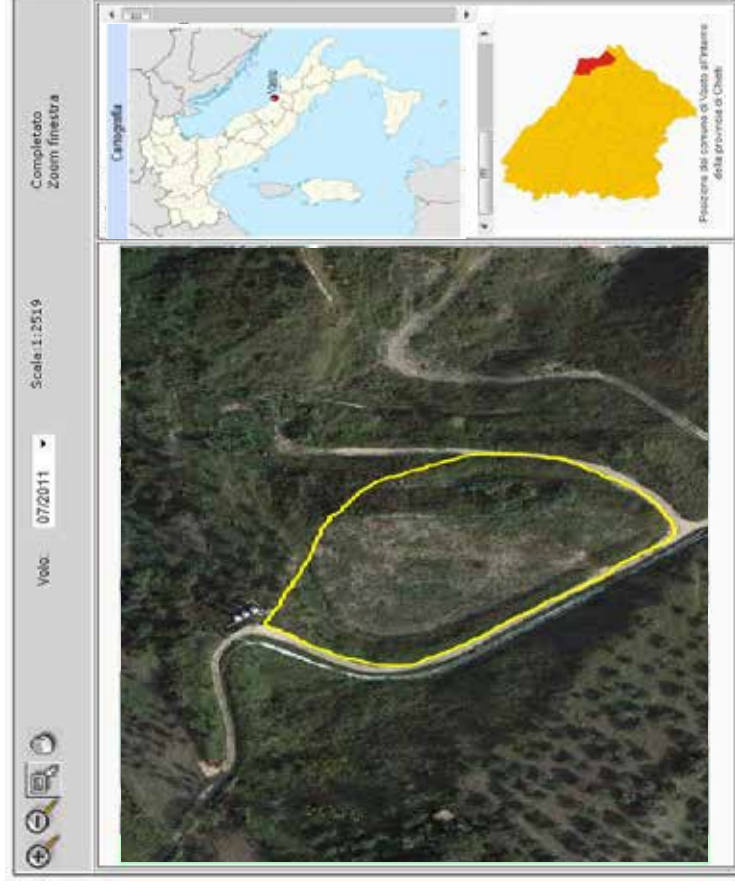 Volo: 07/2011
Scala:1:2519
Completato
Zoom finestra
Cartografia
Vasto
Posizione del comune di Vasto all'interno
della provincia di Chieti